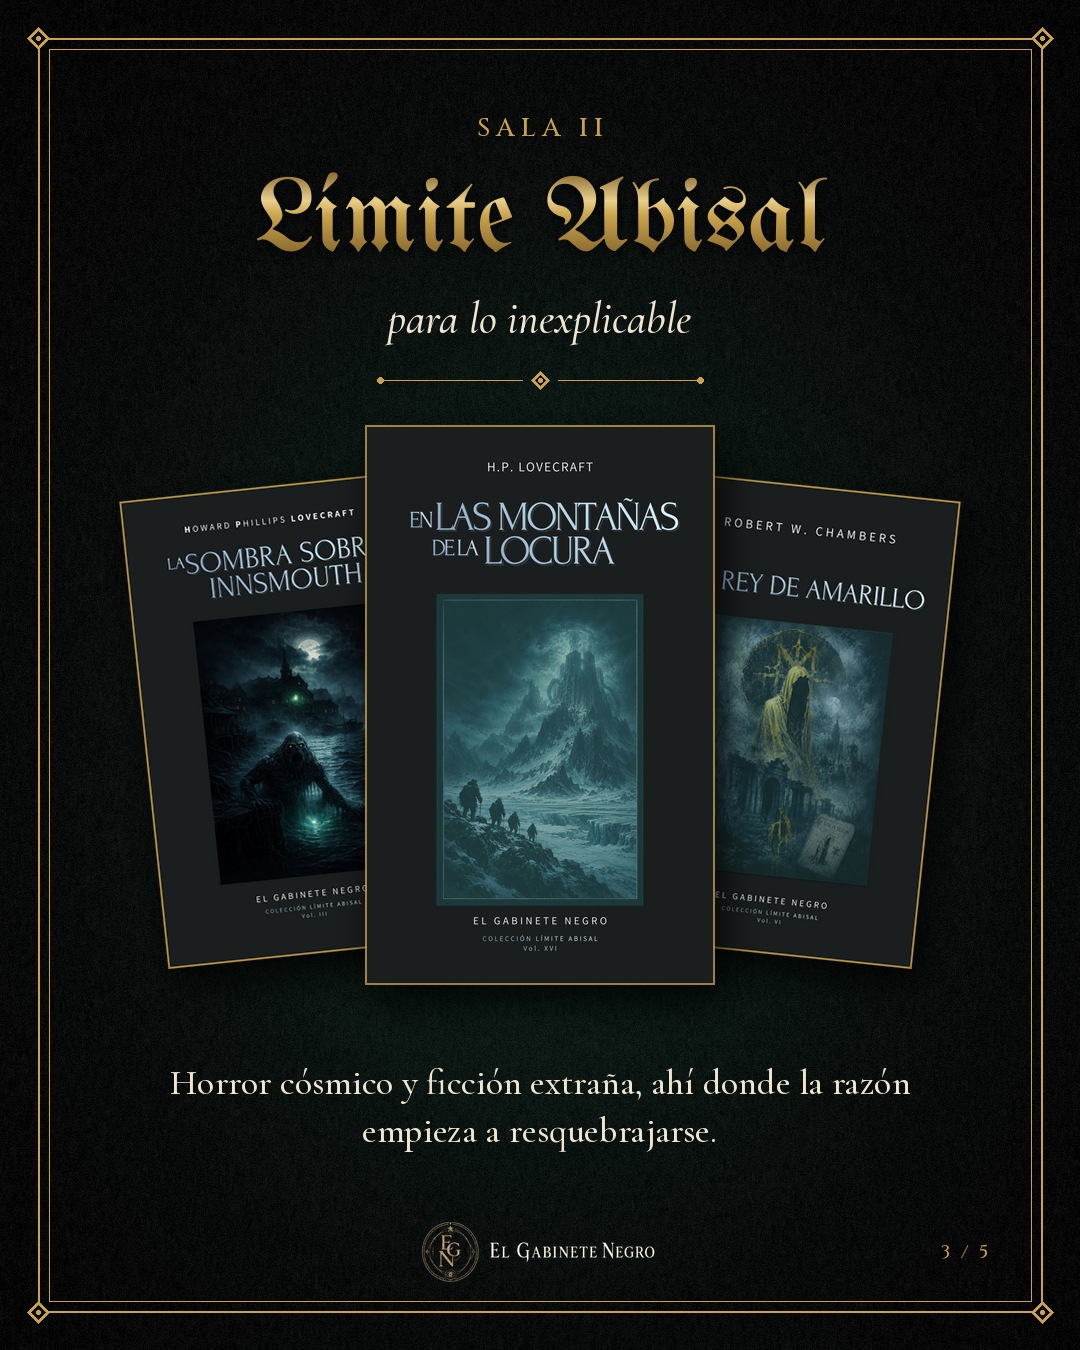 SALA II
Límite Abisal
para lo inexplicable
HOWARD PHILLIPS LOVECRAFT
LA SOMBRA SOBR
INNSMOUTH
EL GABINETE NEGRO
COLECCIÓN LÍMITE ABISAL
Vol. III
H.P. LOVECRAFT
EN LAS MONTAÑAS
DE LA LOCURA
EL GABINETE NEGRO
COLECCIÓN LÍMITE ABISAL
Vol. XVI
ROBERT W. CHAMBERS
REY DE AMARILLO
EL GABINETE NEGRO
COLECCIÓN LÍMITE ABISAL
Vol. VI
Horror cósmico y ficción extraña, ahí donde la razón
empieza a resquebrajarse.
EGN
EL GABINETE NEGRO
3 / 5